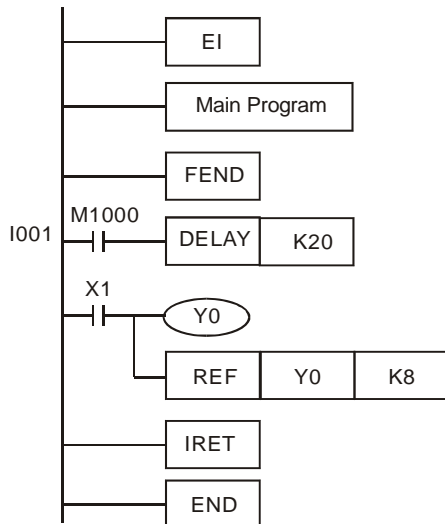 EI
Main Program
FEND
M1000
I001 DELAY K20
X1
Y0
REF Y0 K8
IRET
END